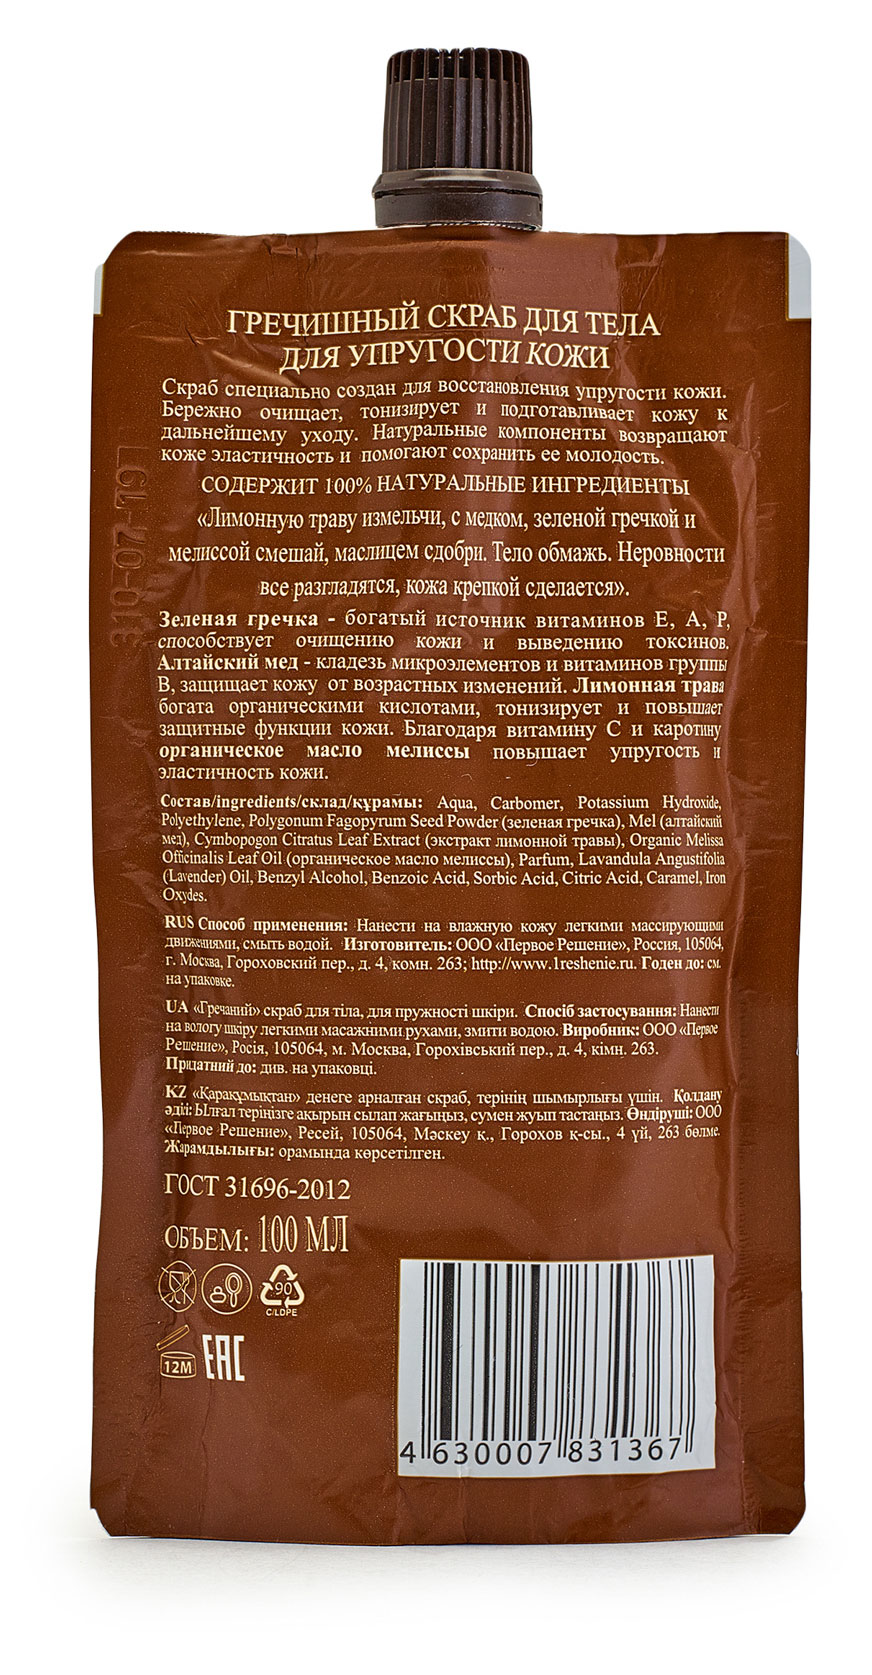 ГРЕЧИШНЫЙ СКРАБ ДЛЯ ТЕЛА
ДЛЯ УПРУГОСТИ КОЖИ
Скраб специально создан для восстановления упругости кожи.
Бережно очищает, тонизирует и подготавливает кожу к
дальнейшему уходу. Натуральные компоненты возвращают
коже эластичность и помогают сохранить ее молодость.
СОДЕРЖИТ 100% НАТУРАЛЬНЫЕ ИНГРЕДИЕНТЫ
«Лимонную траву измельчи, с медком, зеленой гречкой и
мелиссой смешай, маслицем сдобри. Тело обмажь. Неровности
все разгладятся, кожа крепкой сделается».
Зеленая гречка - богатый источник витаминов Е, А, Р,
способствует очищению кожи и выведению токсинов.
Алтайский мед - кладезь микроэлементов и витаминов группы
В, защищает кожу от возрастных изменений. Лимонная трава
богата органическими кислотами, тонизирует и повышает
защитные функции кожи. Благодаря витамину С и каротину
органическое масло мелиссы повышает упругость и
эластичность кожи.
Состав/ingredients/склад/құрамы: Aqua, Carbomer, Potassium Hydroxide,
Polyethylene, Polygonum Fagopyrum Seed Powder (зеленая гречка), Mel (алтайский
мед), Cymbopogon Citratus Leaf Extract (экстракт лимонной травы), Organic Melissa
Officinalis Leaf Oil (органическое масло мелиссы), Parfum, Lavandula Angustifolia
(Lavender) Oil, Benzyl Alcohol, Benzoic Acid, Sorbic Acid, Citric Acid, Caramel, Iron
Oxydes.
RUS Способ применения: Нанести на влажную кожу легкими массирующими
движениями, смыть водой. Изготовитель: ООО «Первое Решение», Россия, 105064,
г. Москва, Гороховский пер., д. 4, комн. 263; http://www.1reshenie.ru. Годен до: см.
на упаковке.
UA «Гречаний» скраб для тіла, для пружності шкіри. Спосіб застосування: Нанести
на вологу шкіру легкими масажними рухами, змити водою. Виробник: ООО «Первое
Решение», Росія, 105064, м. Москва, Горохівський пер., д. 4, кімн. 263.
Придатний до: див. на упаковці.
KZ «Қарақұмықтан» денеге арналған скраб, терінің шымырлығы үшін. Қолдану
әдісі: Ылғал теріңізге ақырын сылап жағыңыз, сумен жуып тастаңыз. Өндіруші: ООО
«Первое Решение», Ресей, 105064, Мәскеу қ., Горохов қ-сы., 4 үй, 263 бөлме.
Жарамдылығы: орамында көрсетілген.
ГОСТ 31696-2012
ОБЪЕМ: 100 МЛ
90
C/LDPE
12M EAC
4 630007 831367